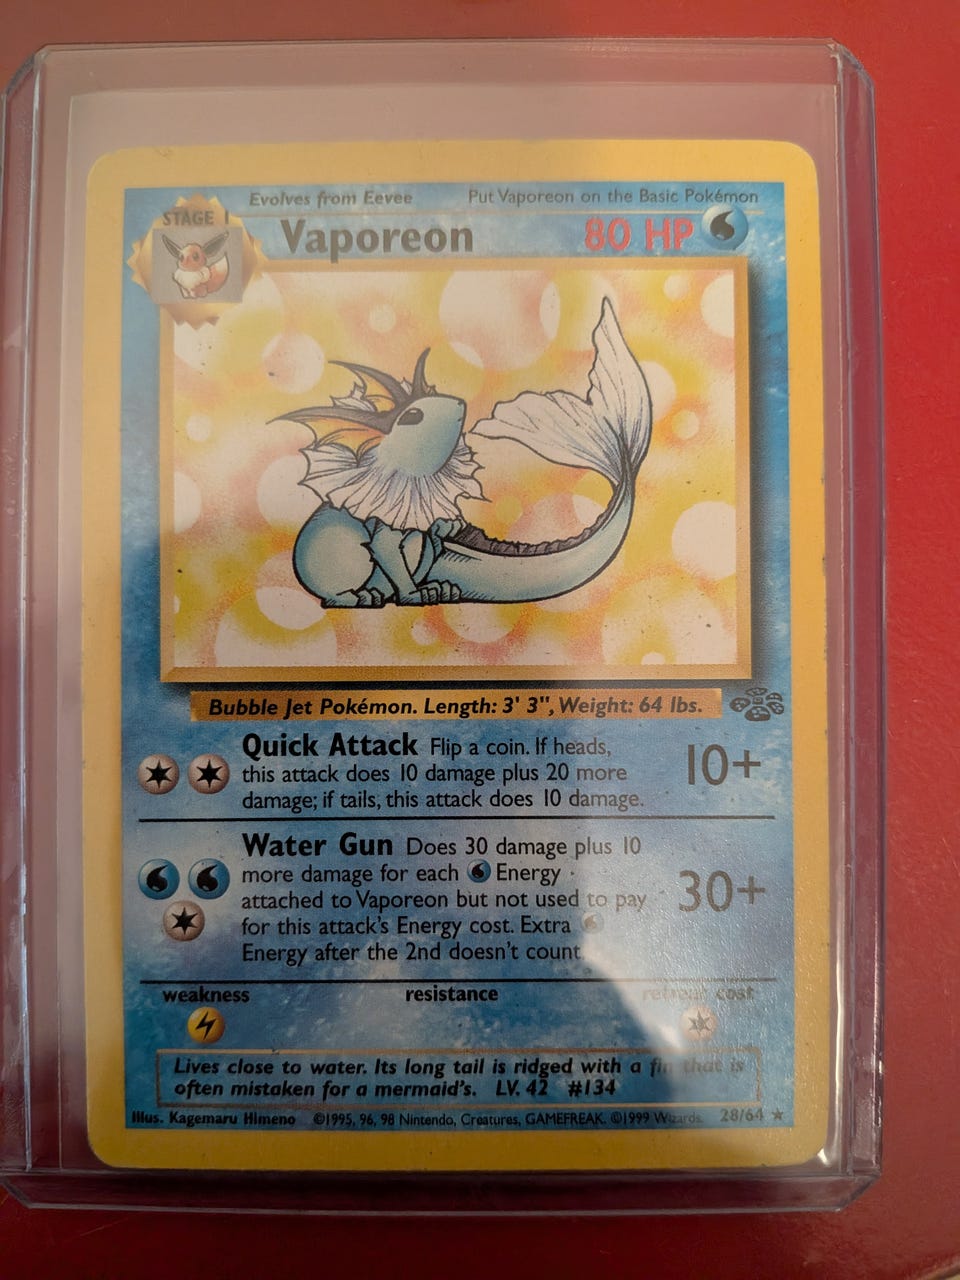 Evolves from Eevee Put Vaporeon on the Basic Pokémon
STAGE 1
Vaporeon 80 HP
Bubble Jet Pokémon. Length: 3' 3", Weight: 64 lbs.
Quick Attack Flip a coin. If heads,
this attack does 10 damage plus 20 more
damage; if tails, this attack does 10 damage.
10+
Water Gun Does 30 damage plus 10
more damage for each Energy
attached to Vaporeon but not used to pay
for this attack's Energy cost. Extra
Energy after the 2nd doesn't count.
30+
weakness resistance retreat cost
Lives close to water. Its long tail is ridged with a fin that is
often mistaken for a mermaid's. LV. 42 #134
Illus. Kagemaru Himeno ©1995, 96, 98 Nintendo, Creatures, GAMEFREAK. ©1999 Wizards. 28/64 ★